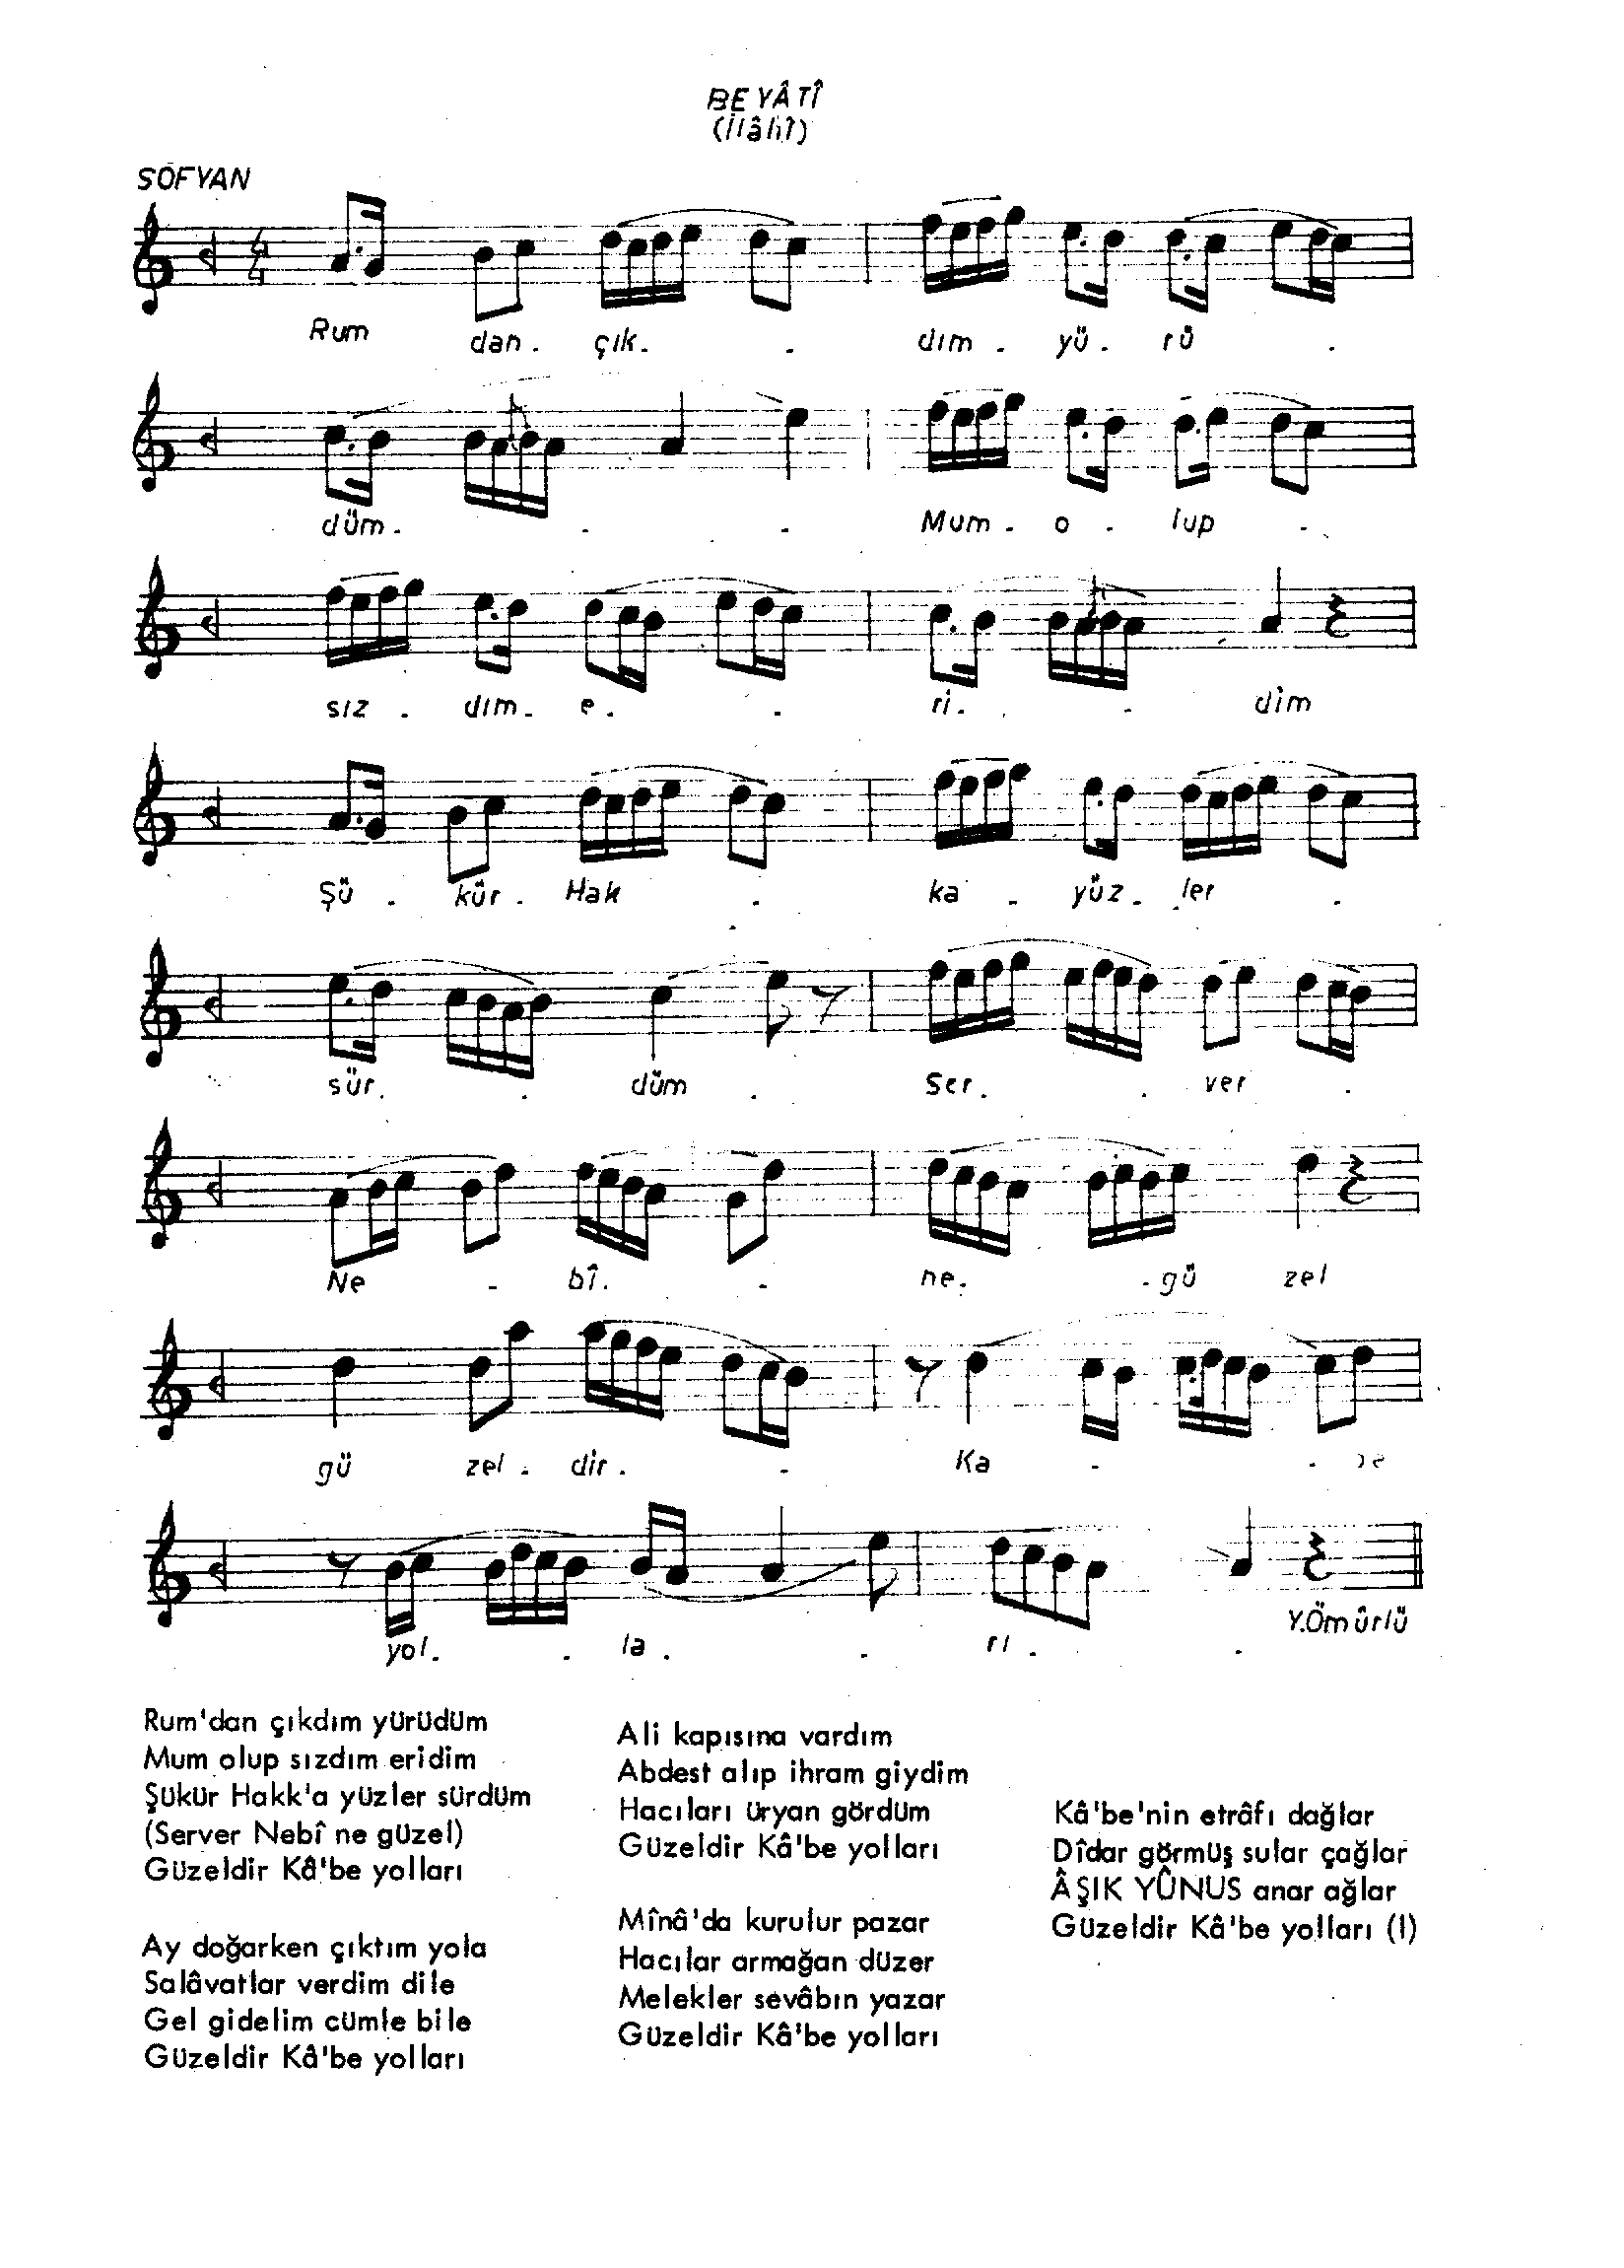 BEYÂTÎ
(İlâhî)
SOFYAN
Rum dan. çık. . dım . yü. rü .
düm. . . Mum . o . lup .
sız . dım. e. . ri. . dim
Şü . kür. Hak . ka . yüz. ler .
sür. . düm . Ser. . ver .
Ne . bî. . ne. . gü zel
gü zel . dir. . Ka . .
yol. . la . . rı . .
Y.Ömürlü
Rum'dan çıkdım yürüdüm
Mum olup sızdım eridim
Şükür Hakk'a yüzler sürdüm
(Server Nebî ne güzel)
Güzeldir Kâ'be yolları
Ay doğarken çıktım yola
Salâvatlar verdim dile
Gel gidelim cümle bile
Güzeldir Kâ'be yolları
Ali kapısına vardım
Abdest alıp ihram giydim
Hacıları üryan gördüm
Güzeldir Kâ'be yolları
Mînâ'da kurulur pazar
Hacılar armağan düzer
Melekler sevâbın yazar
Güzeldir Kâ'be yolları
Kâ'be'nin etrâfı dağlar
Dîdar görmüş sular çağlar
ÂŞIK YÛNUS anar ağlar
Güzeldir Kâ'be yolları (l)